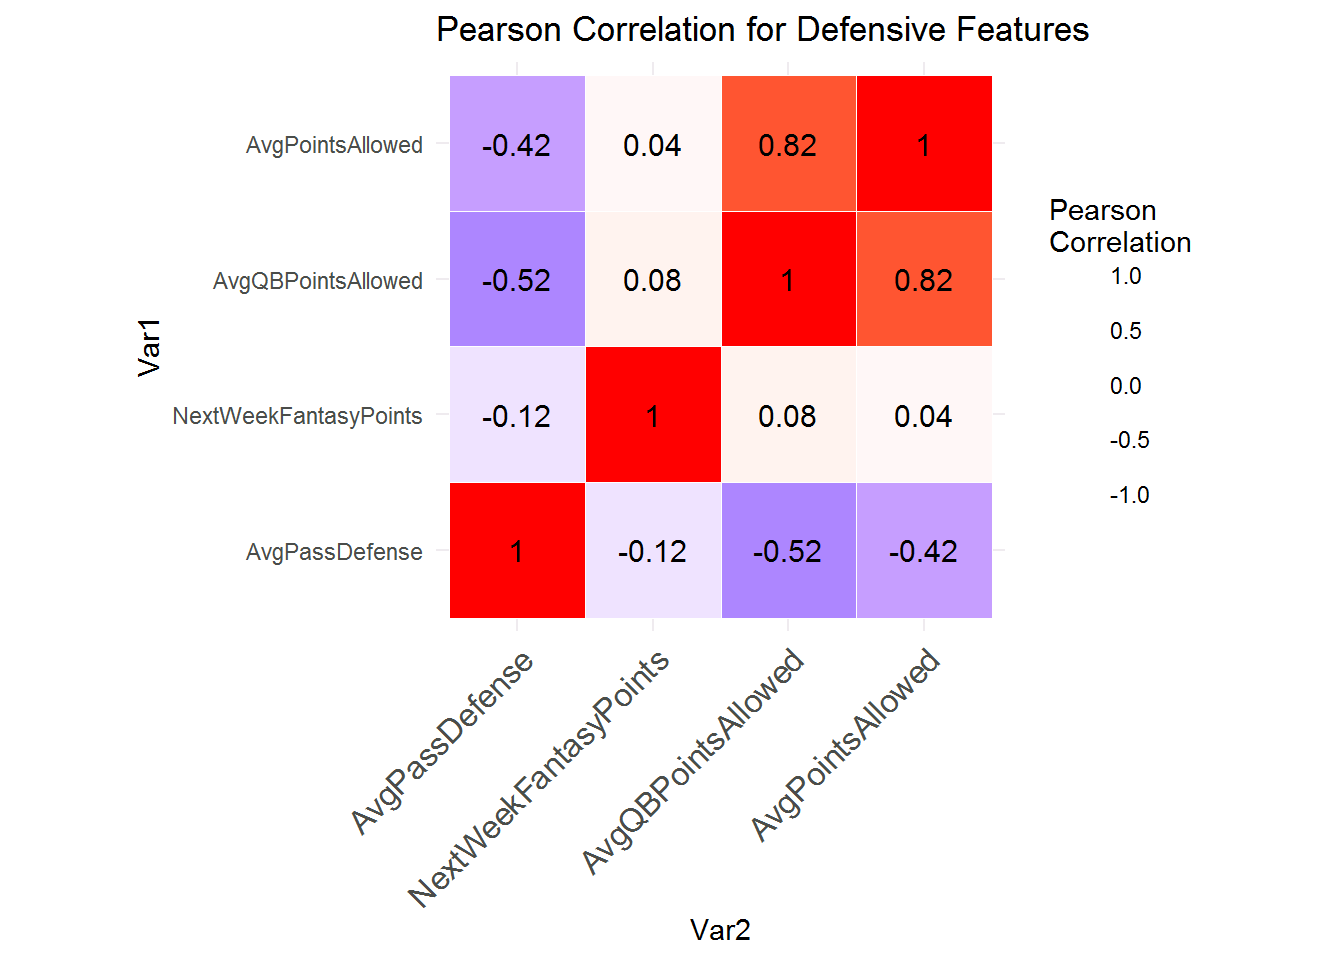 Pearson Correlation for Defensive Features
AvgPointsAllowed
-0.42 0.04 0.82 1
AvgQBPointsAllowed
-0.52 0.08 1 0.82
NextWeekFantasyPoints
-0.12 1 0.08 0.04
AvgPassDefense
1 -0.12 -0.52 -0.42
Var1
AvgPassDefense
NextWeekFantasyPoints
AvgQBPointsAllowed
AvgPointsAllowed
Var2
Pearson
Correlation
1.0
0.5
0.0
-0.5
-1.0